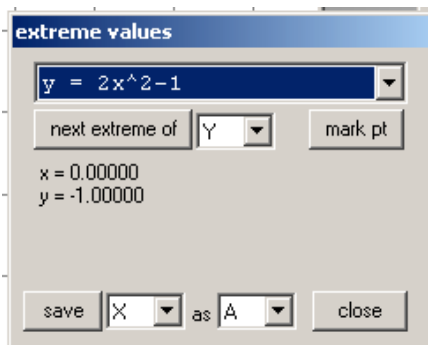 extreme values
y = 2x^2-1
next extreme of Y mark pt
x = 0.00000
y = -1.00000
save X as A close